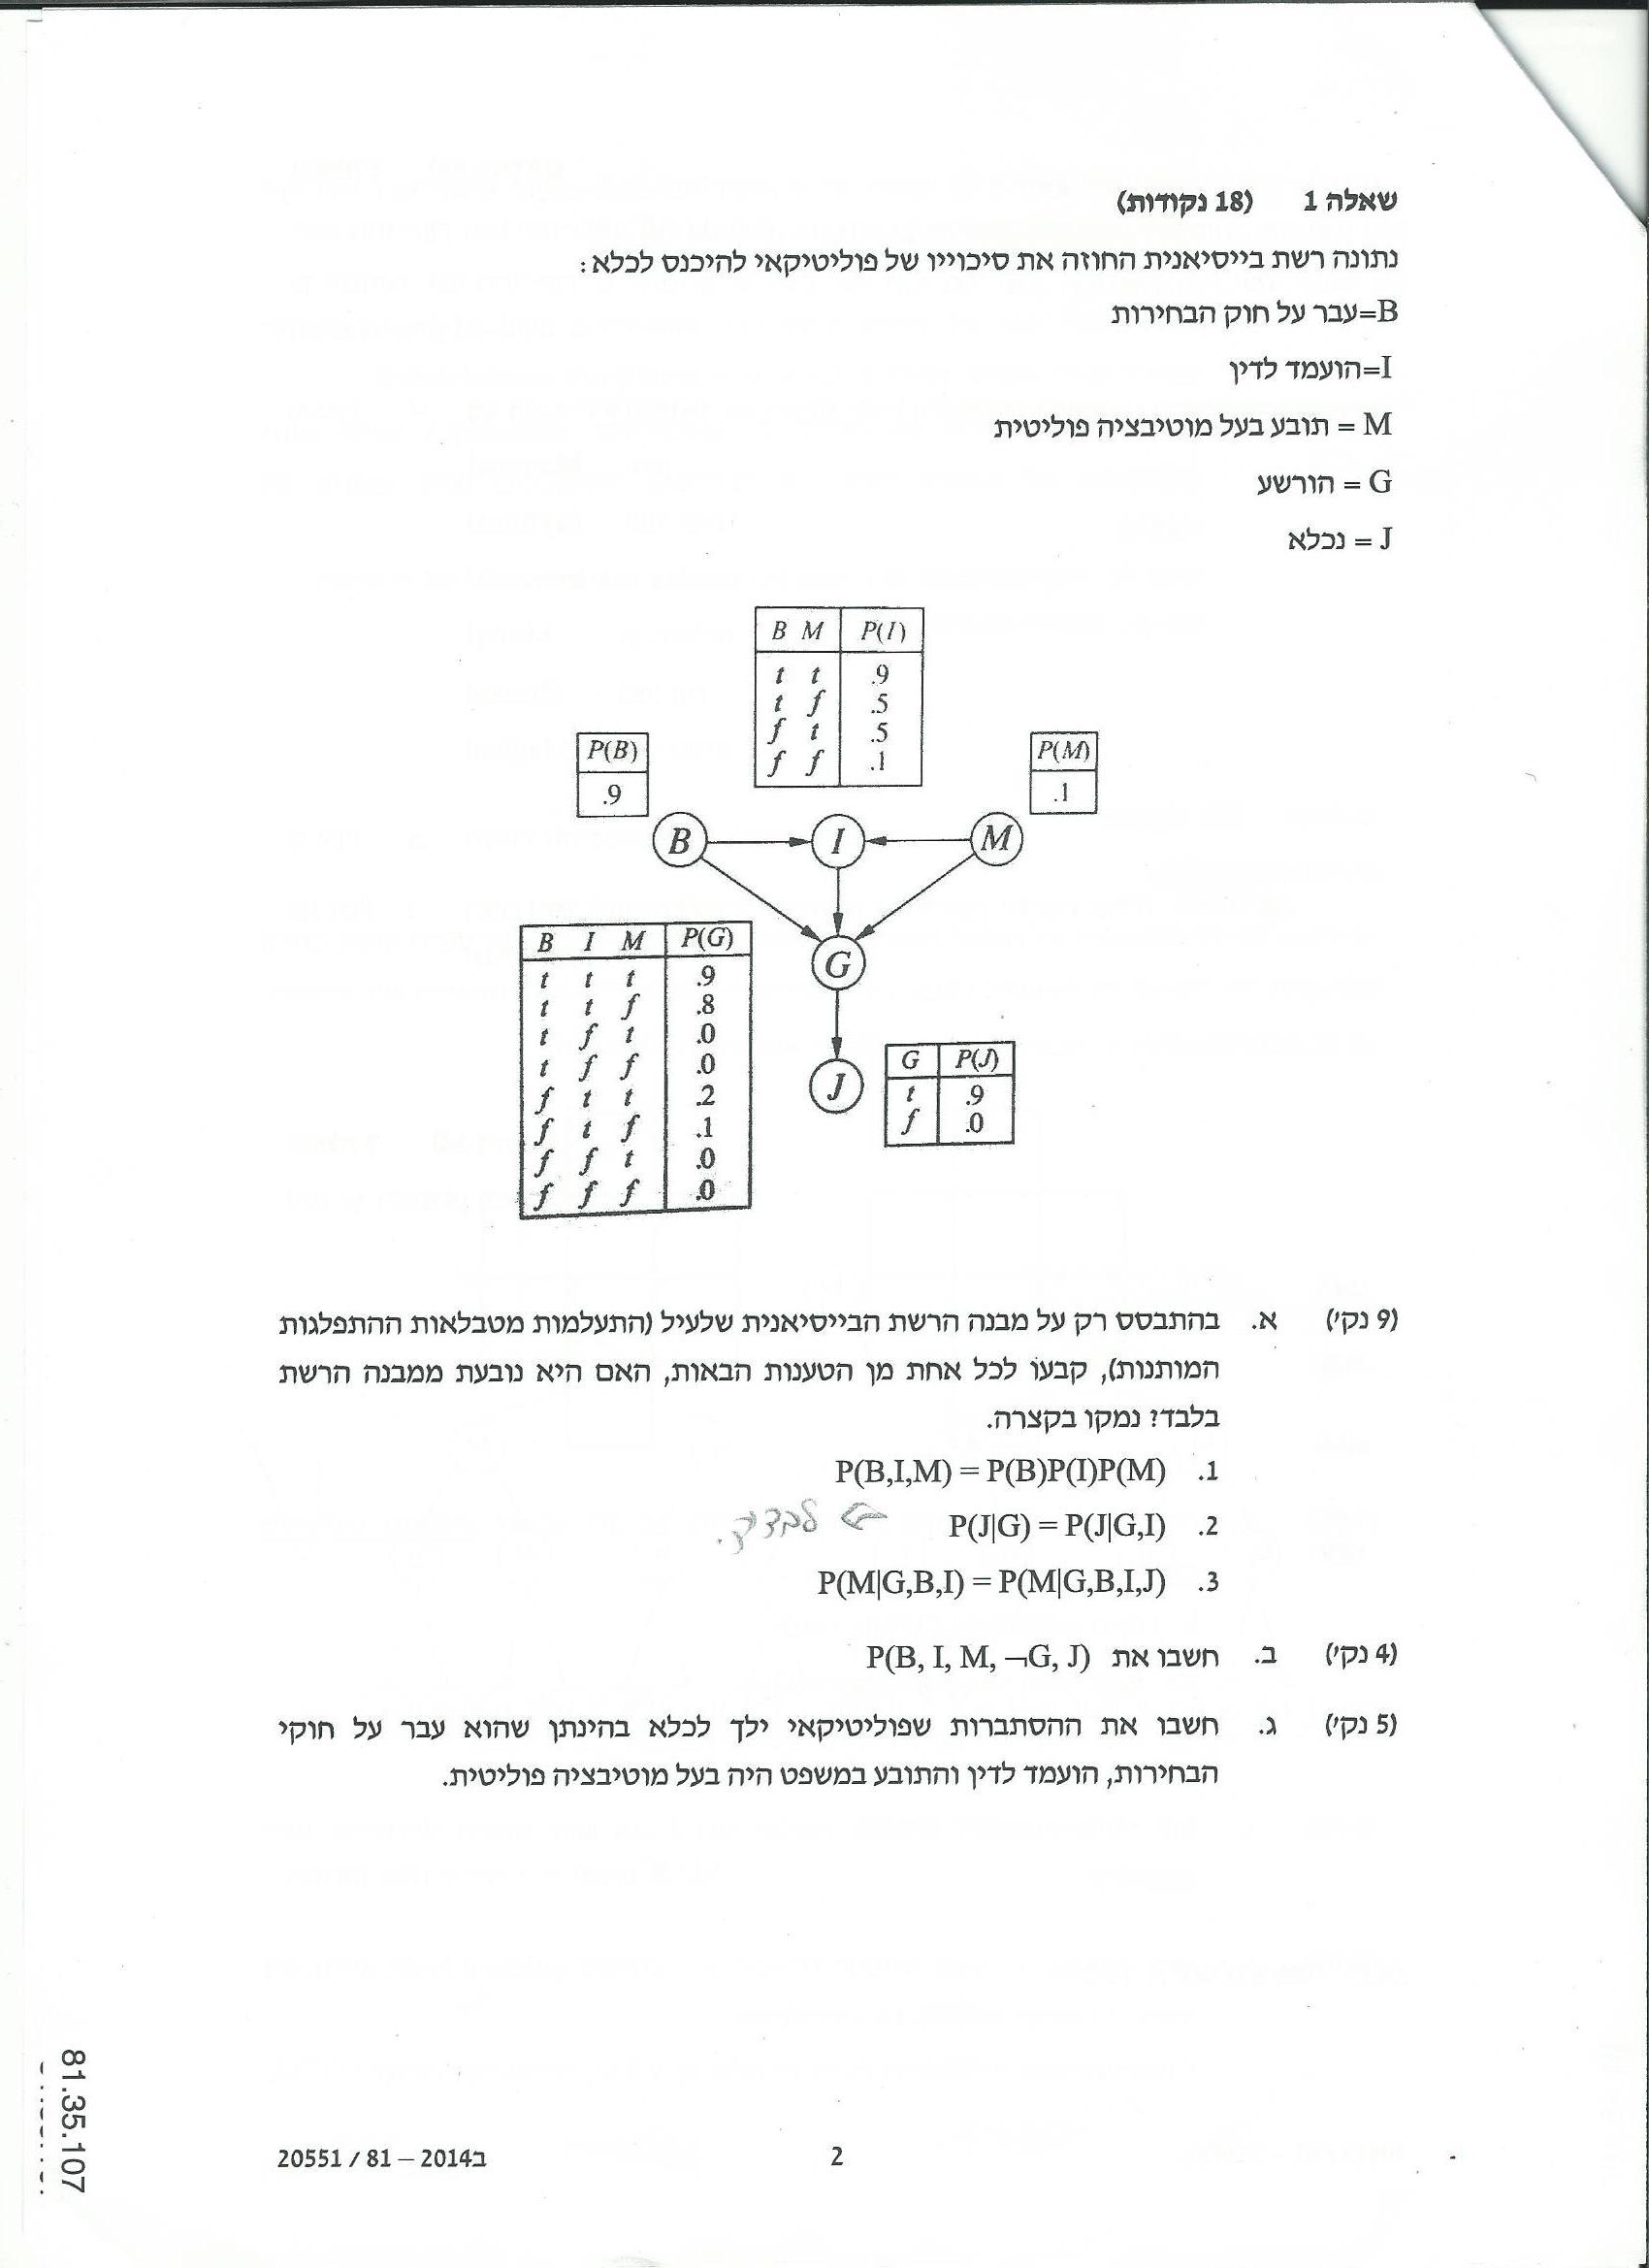 שאלה 1 (18 נקודות)
נתונה רשת בייסיאנית החוזה את סיכוייו של פוליטיקאי להיכנס לכלא:
B=עבר על חוק הבחירות
I=הועמד לדין
M = תובע בעל מוטיבציה פוליטית
G = הורשע
J = נכלא
B M P(I)
t t .9
t f .5
f t .5
f f .1
P(B)
.9
P(M)
.1
B
I
M
B I M P(G)
t t t .9
t t f .8
t f t .0
t f f .0
f t t .2
f t f .1
f f t .0
f f f .0
G
J
G P(J)
t .9
f .0
(9 נק') א. בהתבסס רק על מבנה הרשת הבייסיאנית שלעיל (התעלמות מטבלאות ההתפלגות
המותנות), קבעו לכל אחת מן הטענות הבאות, האם היא נובעת ממבנה הרשת
בלבד? נמקו בקצרה.
1. P(B,I,M) = P(B)P(I)P(M)
2. P(J|G) = P(J|G,I) ⇐ לבדוק.
3. P(M|G,B,I) = P(M|G,B,I,J)
(4 נק') ב. חשבו את P(B, I, M, ¬G, J)
(5 נק') ג. חשבו את ההסתברות שפוליטיקאי ילך לכלא בהינתן שהוא עבר על חוקי
הבחירות, הועמד לדין והתובע במשפט היה בעל מוטיבציה פוליטית.
81.35.107
2
20551 / 81 – 2014ב